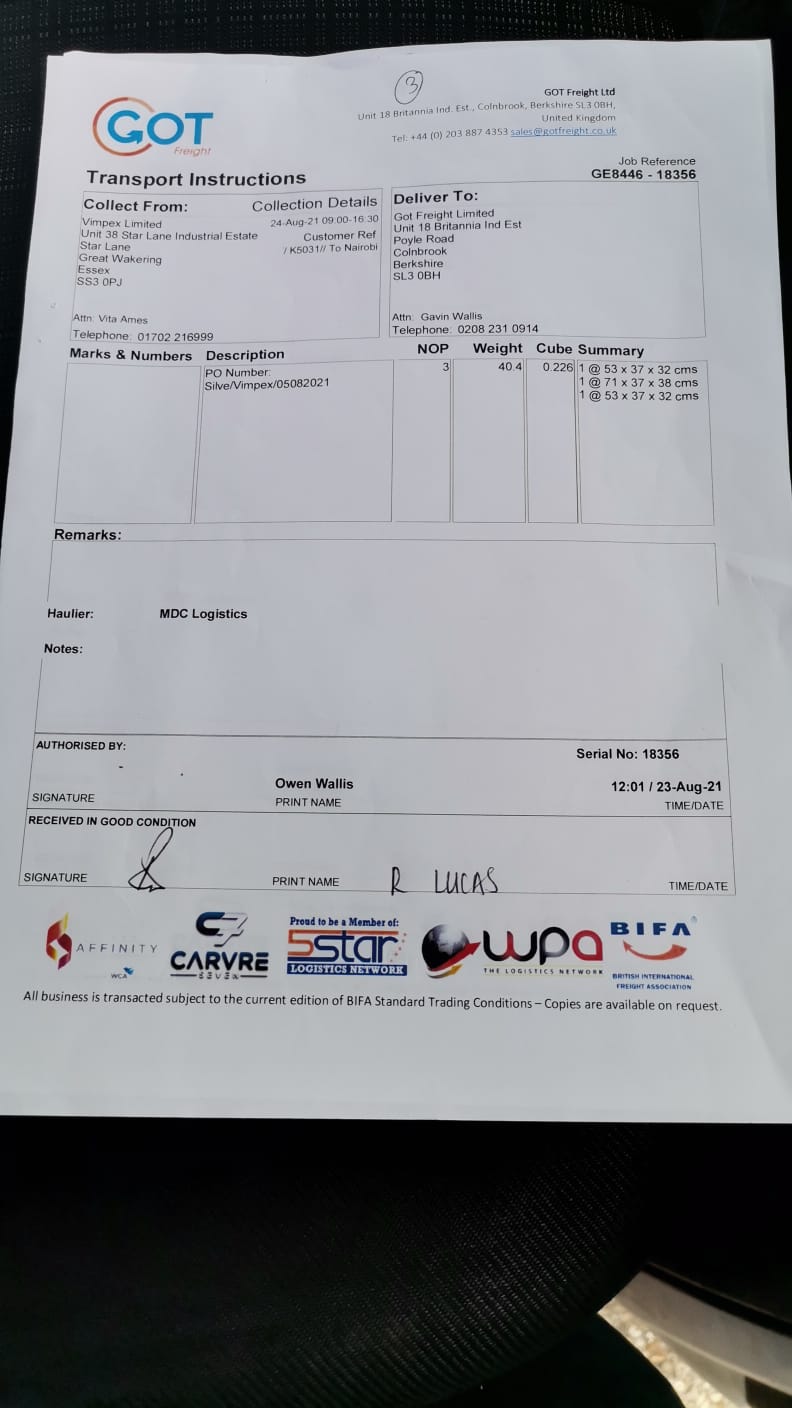 3
GOT
Freight
GOT Freight Ltd
Unit 18 Britannia Ind. Est., Colnbrook, Berkshire SL3 0BH,
United Kingdom
Tel: +44 (0) 203 887 4353 sales@gotfreight.co.uk
Job Reference
GE8446 - 18356
Transport Instructions
Collect From:
Collection Details
Vimpex Limited
Unit 38 Star Lane Industrial Estate
Star Lane
Great Wakering
Essex
SS3 0PJ
24-Aug-21 09:00-16:30
Customer Ref
/ K5031// To Nairobi
Attn: Vita Ames
Telephone: 01702 216999
Deliver To:
Got Freight Limited
Unit 18 Britannia Ind Est
Poyle Road
Colnbrook
Berkshire
SL3 0BH
Attn: Gavin Wallis
Telephone: 0208 231 0914
Marks & Numbers Description NOP Weight Cube Summary
PO Number:
Silve/Vimpex/05082021
3 40.4 0.226 1 @ 53 x 37 x 32 cms
1 @ 71 x 37 x 38 cms
1 @ 53 x 37 x 32 cms
Remarks:
Haulier: MDC Logistics
Notes:
AUTHORISED BY:
Serial No: 18356
Owen Wallis
12:01 / 23-Aug-21
SIGNATURE PRINT NAME TIME/DATE
RECEIVED IN GOOD CONDITION
SIGNATURE PRINT NAME R LUCAS TIME/DATE
AFFINITY
WCA
CARVRE
SEVEN
Proud to be a Member of:
5star
LOGISTICS NETWORK
wpa
THE LOGISTICS NETWORK
BIFA®
BRITISH INTERNATIONAL
FREIGHT ASSOCIATION
All business is transacted subject to the current edition of BIFA Standard Trading Conditions – Copies are available on request.